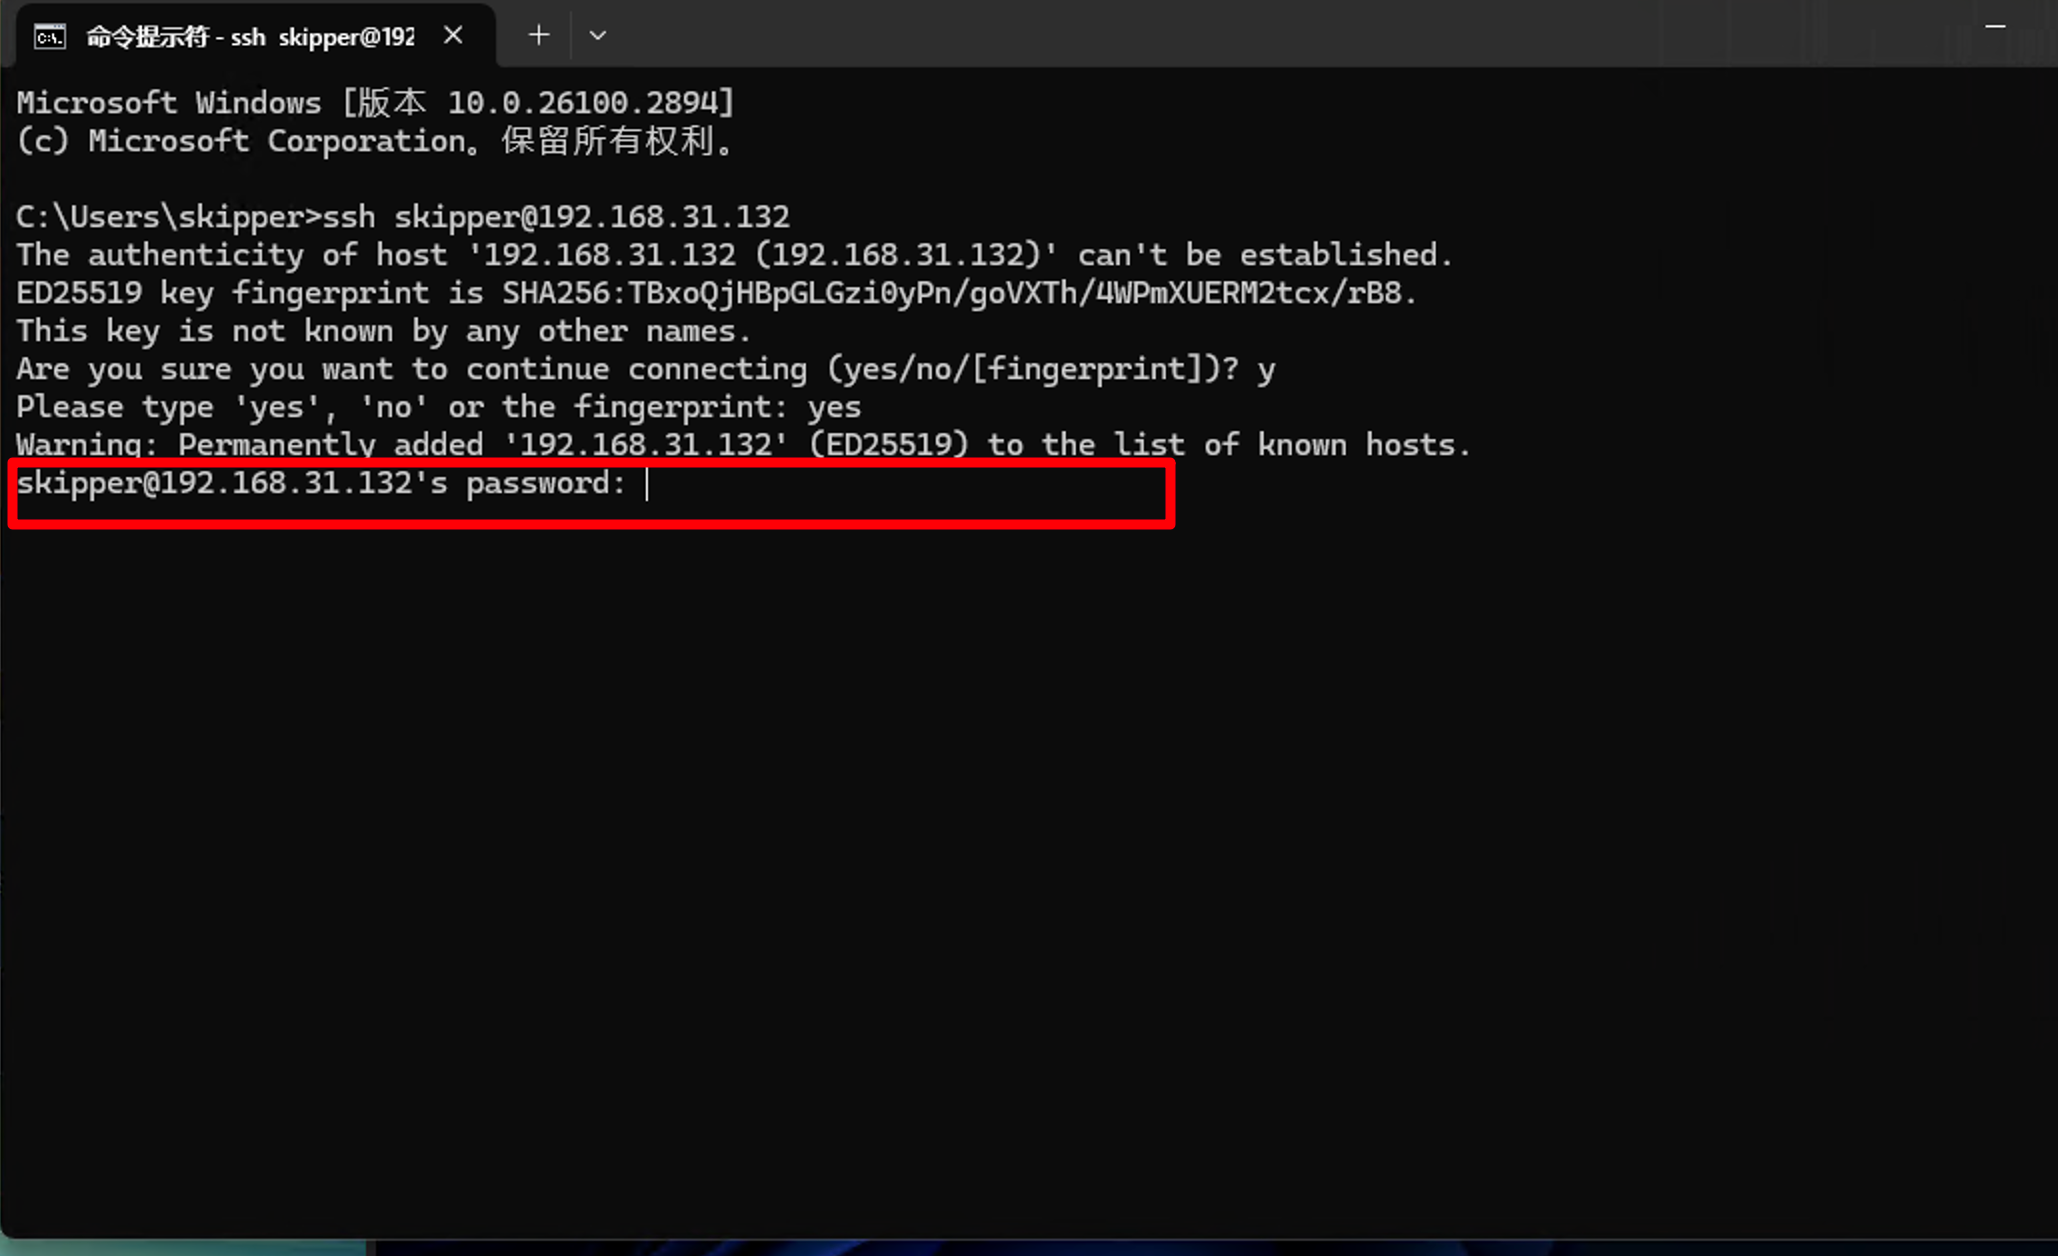 命令提示符 - ssh skipper@192
Microsoft Windows [版本 10.0.26100.2894]
(c) Microsoft Corporation。保留所有权利。
C:\Users\skipper>ssh skipper@192.168.31.132
The authenticity of host '192.168.31.132 (192.168.31.132)' can't be established.
ED25519 key fingerprint is SHA256:TBxoQjHBpGLGzi0yPn/goVXTh/4WPmXUERM2tcx/rB8.
This key is not known by any other names.
Are you sure you want to continue connecting (yes/no/[fingerprint])? y
Please type 'yes', 'no' or the fingerprint: yes
Warning: Permanently added '192.168.31.132' (ED25519) to the list of known hosts.
skipper@192.168.31.132's password: